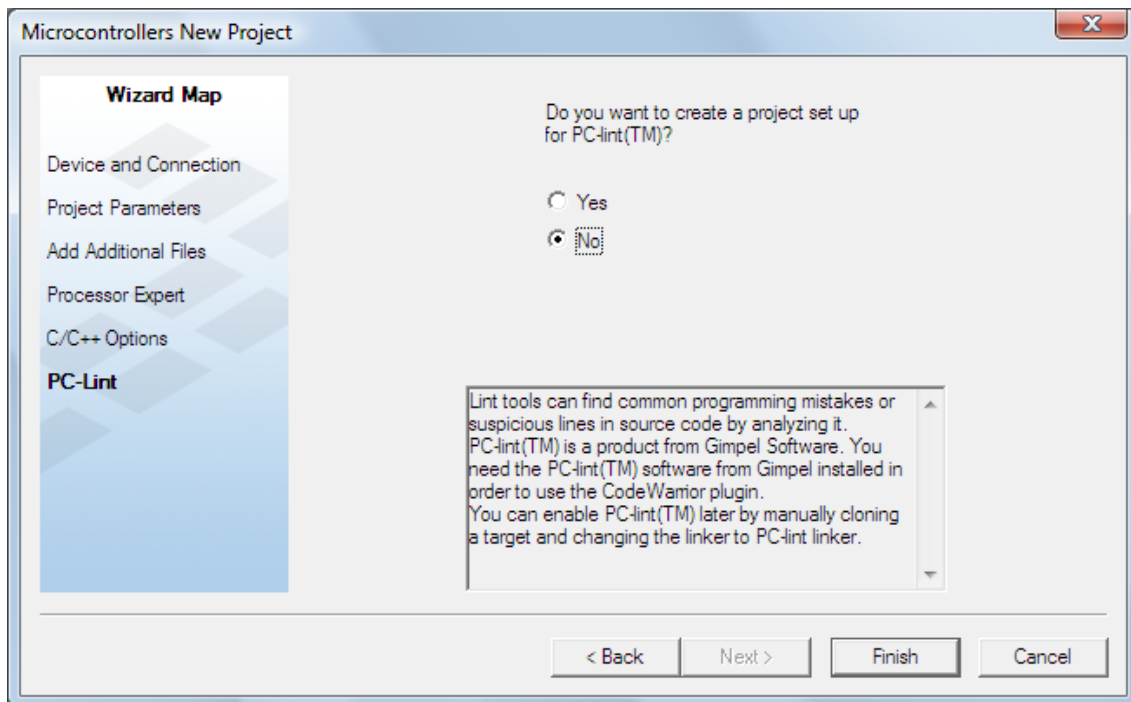 Microcontrollers New Project
Wizard Map
Device and Connection
Project Parameters
Add Additional Files
Processor Expert
C/C++ Options
PC-Lint
Do you want to create a project set up
for PC-lint(TM)?
Yes
No
Lint tools can find common programming mistakes or
suspicious lines in source code by analyzing it.
PC-lint(TM) is a product from Gimpel Software. You
need the PC-lint(TM) software from Gimpel installed in
order to use the CodeWarrior plugin.
You can enable PC-lint(TM) later by manually cloning
a target and changing the linker to PC-lint linker.
< Back
Next >
Finish
Cancel